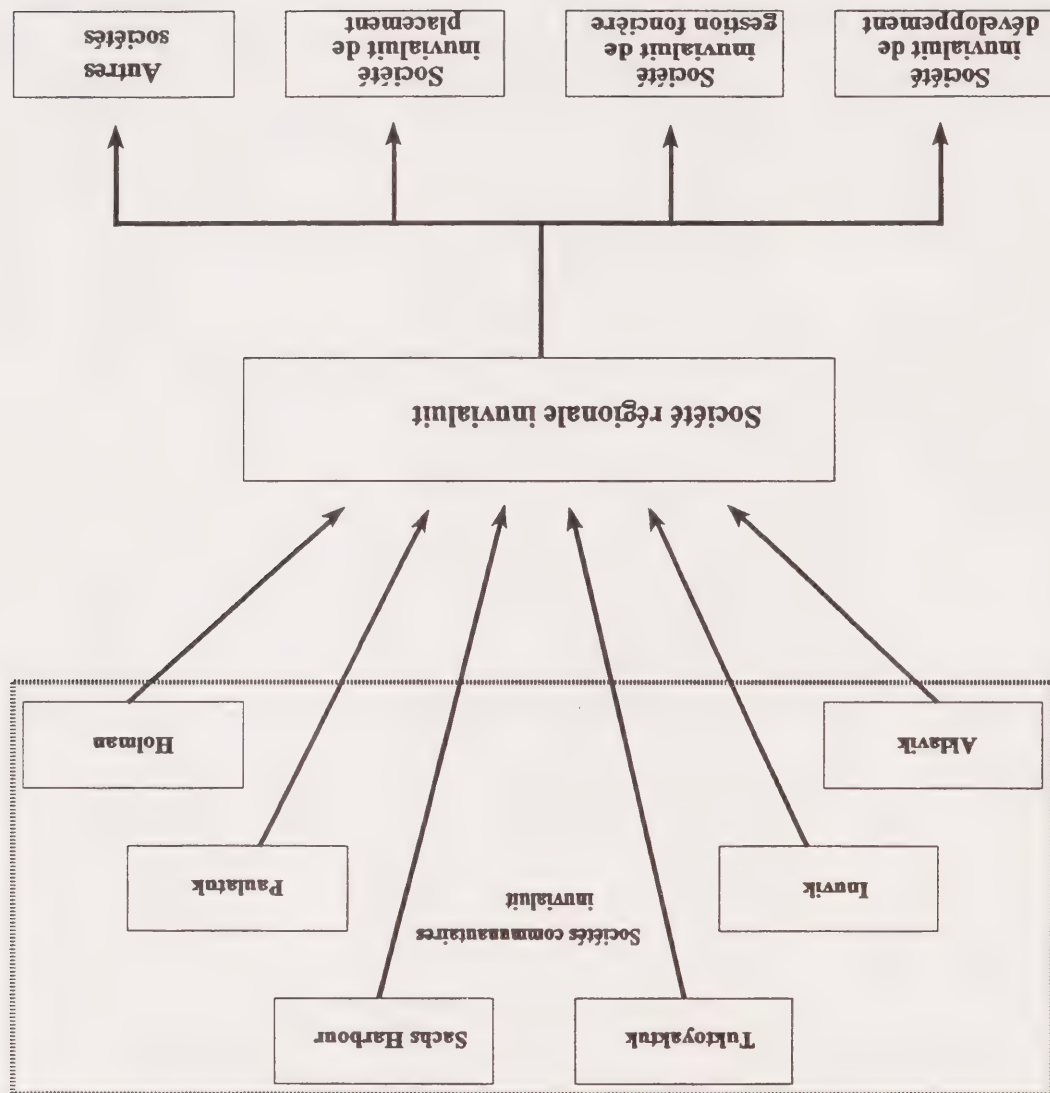 Tuktoyaktuk
Sachs Harbour
Sociétés communautaires
inuvialuit
Inuvik
Paulatuk
Aklavik
Holman
Société régionale inuvialuit
Société
inuvialuit de
développement
Société
inuvialuit de
gestion foncière
Société
inuvialuit de
placement
Autres
sociétés